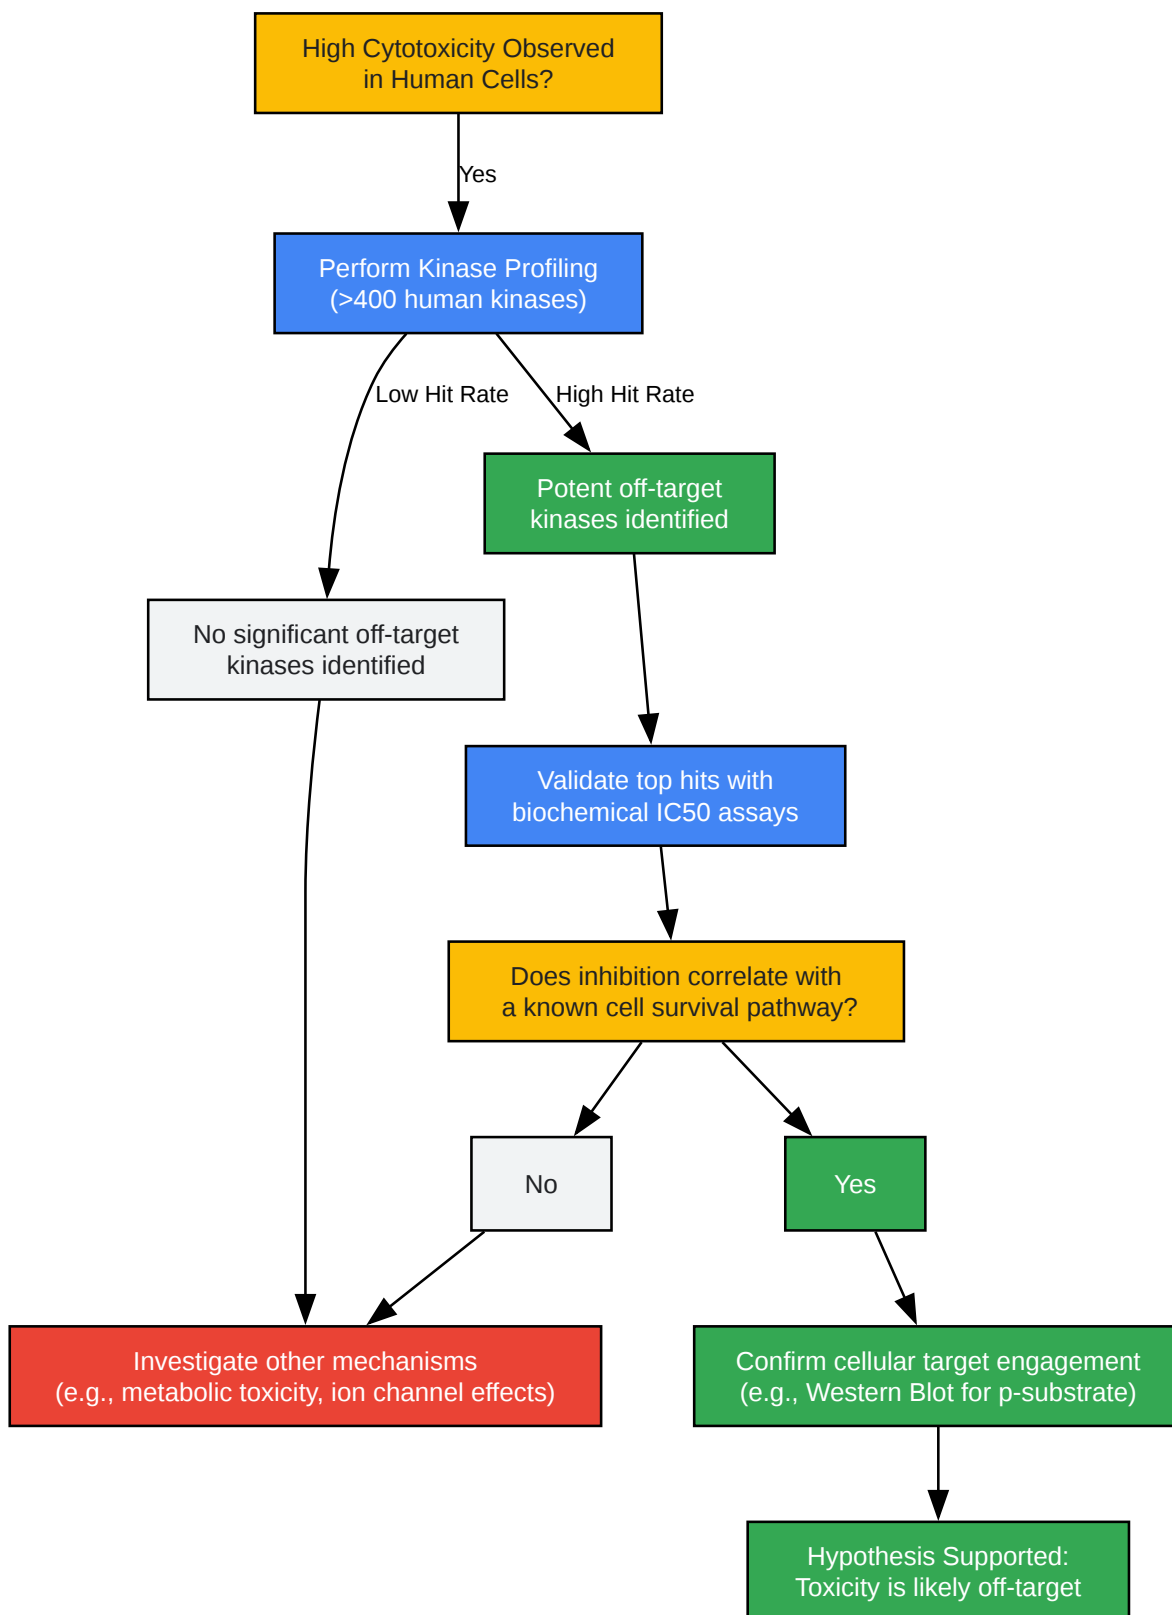 High Cytotoxicity Observed
in Human Cells?
Yes
Perform Kinase Profiling
(>400 human kinases)
Low Hit Rate
High Hit Rate
Potent off-target
kinases identified
No significant off-target
kinases identified
Validate top hits with
biochemical IC50 assays
Does inhibition correlate with
a known cell survival pathway?
No
Yes
Investigate other mechanisms
(e.g., metabolic toxicity, ion channel effects)
Confirm cellular target engagement
(e.g., Western Blot for p-substrate)
Hypothesis Supported:
Toxicity is likely off-target